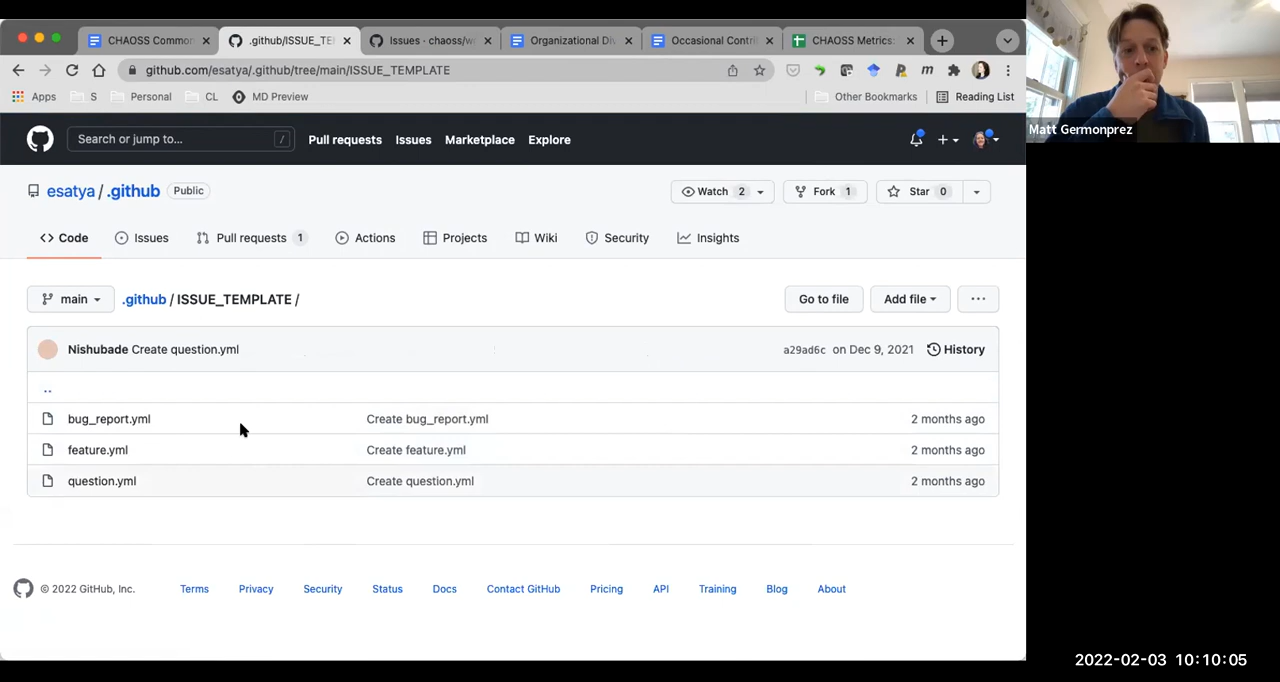 CHAOSS Common
.github/ISSUE_TE
Issues · chaoss/w
Organizational Di
Occasional Contri
CHAOSS Metrics:
github.com/esatya/.github/tree/main/ISSUE_TEMPLATE
Apps S Personal CL MD Preview Other Bookmarks Reading List
Search or jump to... / Pull requests Issues Marketplace Explore
Matt Germonprez
esatya / .github Public Watch 2 Fork 1 Star 0
Code Issues Pull requests 1 Actions Projects Wiki Security Insights
main .github / ISSUE_TEMPLATE / Go to file Add file ···
Nishubade Create question.yml a29ad6c on Dec 9, 2021 History
..
bug_report.yml Create bug_report.yml 2 months ago
feature.yml Create feature.yml 2 months ago
question.yml Create question.yml 2 months ago
© 2022 GitHub, Inc. Terms Privacy Security Status Docs Contact GitHub Pricing API Training Blog About
2022-02-03 10:10:05